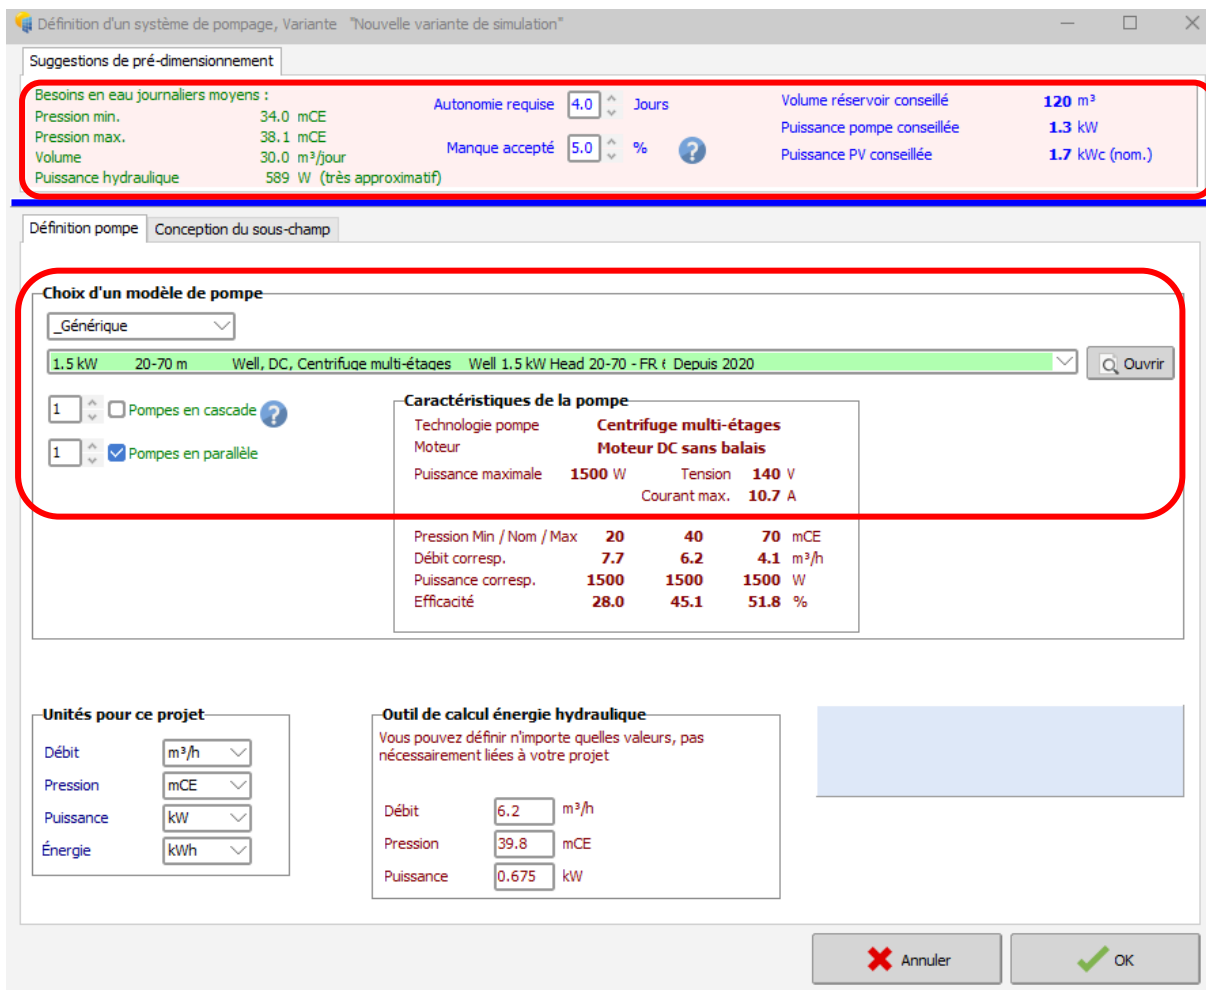 Définition d'un système de pompage, Variante "Nouvelle variante de simulation"
Suggestions de pré-dimensionnement
Besoins en eau journaliers moyens :
Pression min. 34.0 mCE
Pression max. 38.1 mCE
Volume 30.0 m³/jour
Puissance hydraulique 589 W (très approximatif)
Autonomie requise 4.0 Jours
Manque accepté 5.0 % ?
Volume réservoir conseillé 120 m³
Puissance pompe conseillée 1.3 kW
Puissance PV conseillée 1.7 kWc (nom.)
Définition pompe Conception du sous-champ
Choix d'un modèle de pompe
_Générique
1.5 kW 20-70 m Well, DC, Centrifuge multi-étages Well 1.5 kW Head 20-70 - FR Depuis 2020 Ouvrir
1 Pompes en cascade ?
1 Pompes en parallèle
Caractéristiques de la pompe
Technologie pompe Centrifuge multi-étages
Moteur Moteur DC sans balais
Puissance maximale 1500 W Tension 140 V
Courant max. 10.7 A
Pression Min / Nom / Max 20 40 70 mCE
Débit corresp. 7.7 6.2 4.1 m³/h
Puissance corresp. 1500 1500 1500 W
Efficacité 28.0 45.1 51.8 %
Unités pour ce projet
Débit m³/h
Pression mCE
Puissance kW
Énergie kWh
Outil de calcul énergie hydraulique
Vous pouvez définir n'importe quelles valeurs, pas
nécessairement liées à votre projet
Débit 6.2 m³/h
Pression 39.8 mCE
Puissance 0.675 kW
Annuler OK